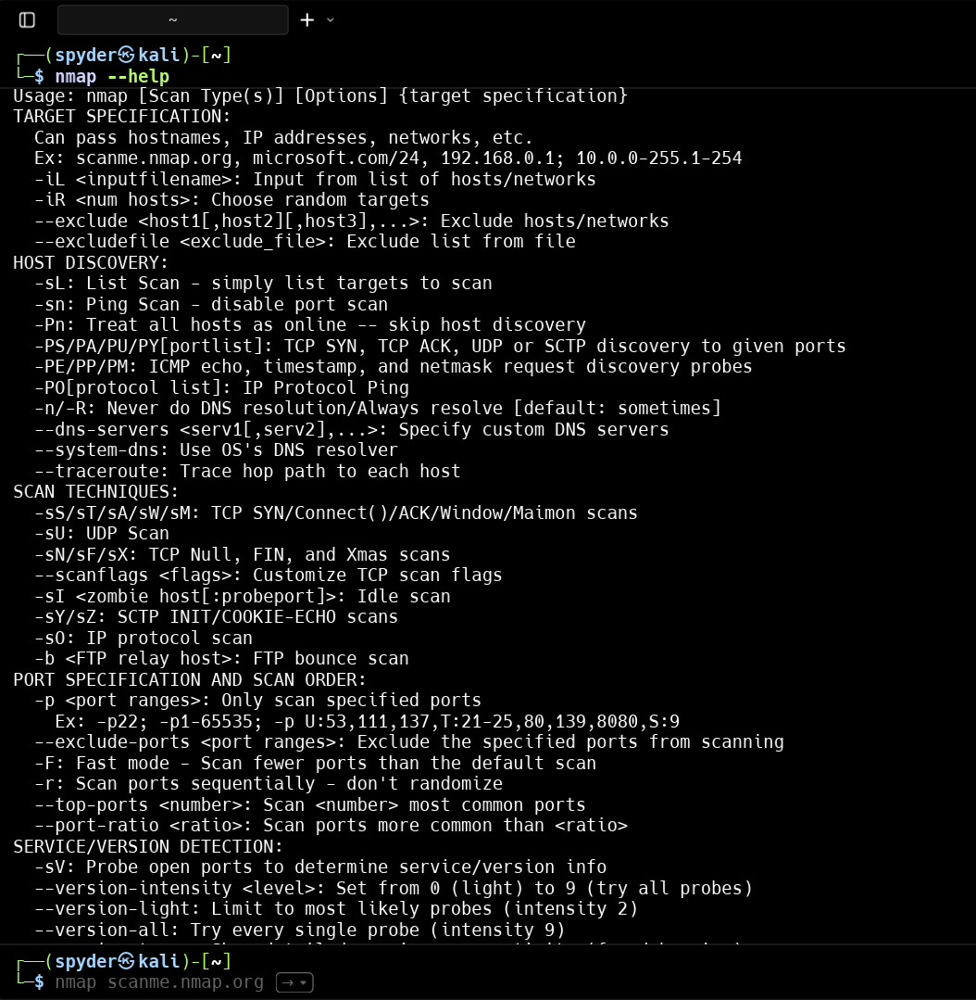 ~
┌──(spyder㉿kali)-[~]
└─$ nmap --help
Usage: nmap [Scan Type(s)] [Options] {target specification}
TARGET SPECIFICATION:
  Can pass hostnames, IP addresses, networks, etc.
  Ex: scanme.nmap.org, microsoft.com/24, 192.168.0.1; 10.0.0-255.1-254
  -iL <inputfilename>: Input from list of hosts/networks
  -iR <num hosts>: Choose random targets
  --exclude <host1[,host2][,host3],...>: Exclude hosts/networks
  --excludefile <exclude_file>: Exclude list from file
HOST DISCOVERY:
  -sL: List Scan - simply list targets to scan
  -sn: Ping Scan - disable port scan
  -Pn: Treat all hosts as online -- skip host discovery
  -PS/PA/PU/PY[portlist]: TCP SYN, TCP ACK, UDP or SCTP discovery to given ports
  -PE/PP/PM: ICMP echo, timestamp, and netmask request discovery probes
  -PO[protocol list]: IP Protocol Ping
  -n/-R: Never do DNS resolution/Always resolve [default: sometimes]
  --dns-servers <serv1[,serv2],...>: Specify custom DNS servers
  --system-dns: Use OS's DNS resolver
  --traceroute: Trace hop path to each host
SCAN TECHNIQUES:
  -sS/sT/sA/sW/sM: TCP SYN/Connect()/ACK/Window/Maimon scans
  -sU: UDP Scan
  -sN/sF/sX: TCP Null, FIN, and Xmas scans
  --scanflags <flags>: Customize TCP scan flags
  -sI <zombie host[:probeport]>: Idle scan
  -sY/sZ: SCTP INIT/COOKIE-ECHO scans
  -sO: IP protocol scan
  -b <FTP relay host>: FTP bounce scan
PORT SPECIFICATION AND SCAN ORDER:
  -p <port ranges>: Only scan specified ports
    Ex: -p22; -p1-65535; -p U:53,111,137,T:21-25,80,139,8080,S:9
  --exclude-ports <port ranges>: Exclude the specified ports from scanning
  -F: Fast mode - Scan fewer ports than the default scan
  -r: Scan ports sequentially - don't randomize
  --top-ports <number>: Scan <number> most common ports
  --port-ratio <ratio>: Scan ports more common than <ratio>
SERVICE/VERSION DETECTION:
  -sV: Probe open ports to determine service/version info
  --version-intensity <level>: Set from 0 (light) to 9 (try all probes)
  --version-light: Limit to most likely probes (intensity 2)
  --version-all: Try every single probe (intensity 9)
┌──(spyder㉿kali)-[~]
└─$ nmap scanme.nmap.org